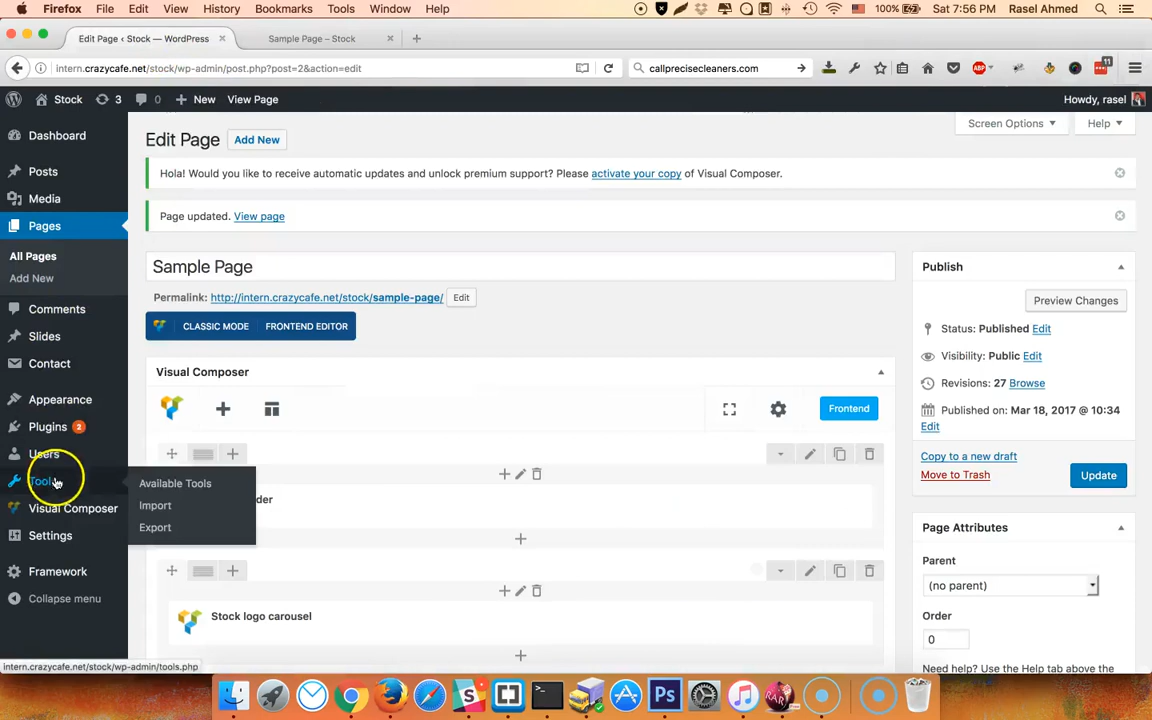 Firefox File Edit View History Bookmarks Tools Window Help 100% Sat 7:56 PM Rasel Ahmed
Edit Page ‹ Stock — WordPress Sample Page – Stock
intern.crazycafe.net/stock/wp-admin/post.php?post=2&action=edit callprecisecleaners.com ABP 11
Stock 3 0 New View Page Howdy, rasel
Dashboard
Posts
Media
Pages
All Pages
Add New
Comments
Slides
Contact
Appearance
Plugins 2
Users
Tools
Visual Composer
Settings
Framework
Collapse menu
Available Tools
Import
Export
intern.crazycafe.net/stock/wp-admin/tools.php
Screen Options Help
Edit Page Add New
Hola! Would you like to receive automatic updates and unlock premium support? Please activate your copy of Visual Composer.
Page updated. View page
Sample Page
Permalink: http://intern.crazycafe.net/stock/sample-page/ Edit
CLASSIC MODE FRONTEND EDITOR
Visual Composer
Frontend
der
Stock logo carousel
Publish
Preview Changes
Status: Published Edit
Visibility: Public Edit
Revisions: 27 Browse
Published on: Mar 18, 2017 @ 10:34
Edit
Copy to a new draft
Move to Trash
Update
Page Attributes
Parent
(no parent)
Order
0
Need help? Use the Help tab above the
Ps